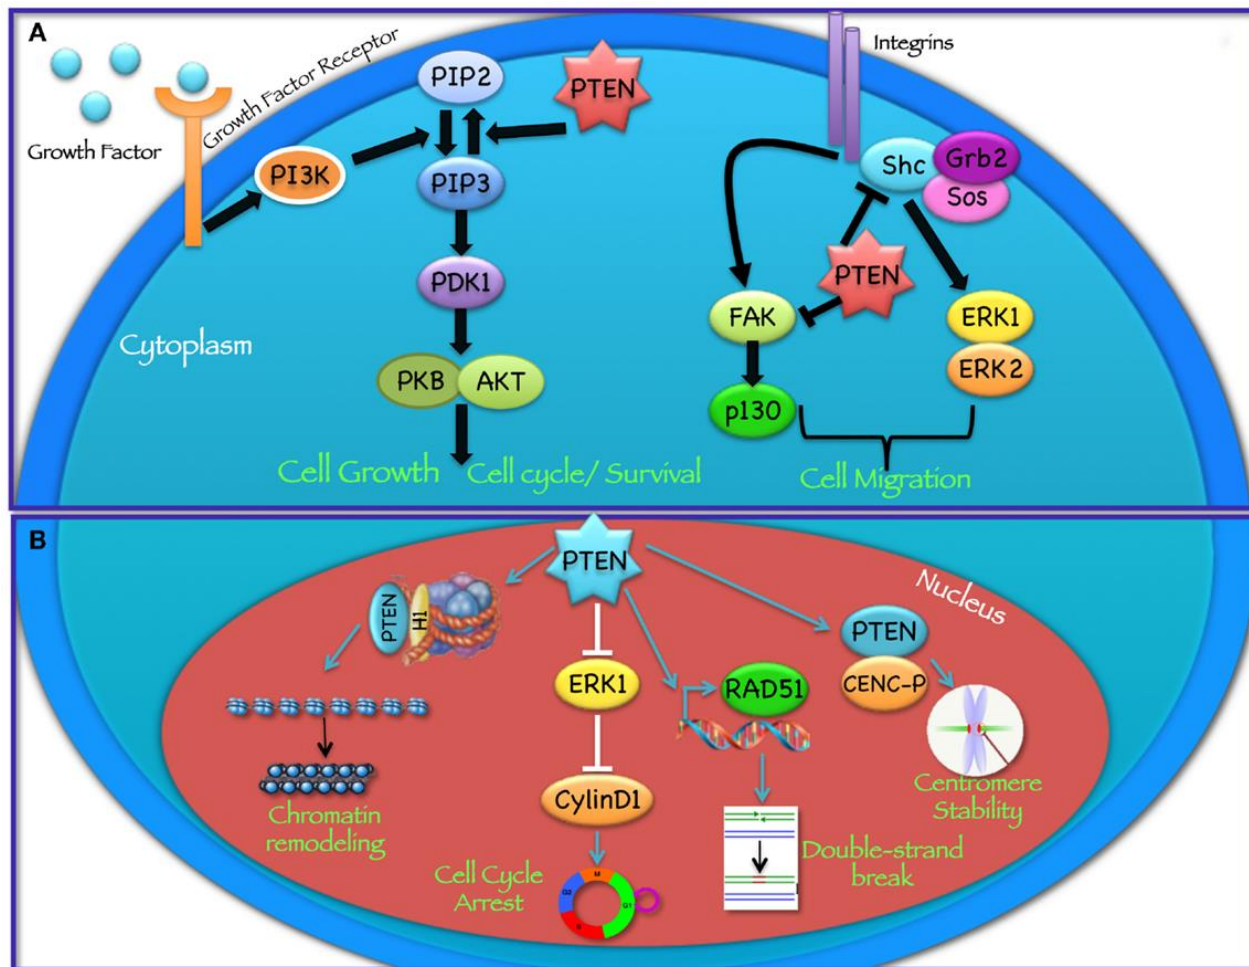 A
Growth Factor
Growth Factor Receptor
PI3K
PIP2
PTEN
PIP3
PDK1
PKB
AKT
Cell Growth
Cell cycle/ Survival
Cytoplasm
Integrins
Shc
Grb2
Sos
PTEN
FAK
ERK1
ERK2
p130
Cell Migration
B
PTEN
Nucleus
PTEN
H1
Chromatin
remodeling
ERK1
CylinD1
Cell Cycle
Arrest
M
G2
G1
S
RAD51
Double-strand
break
PTEN
CENC-P
Centromere
Stability